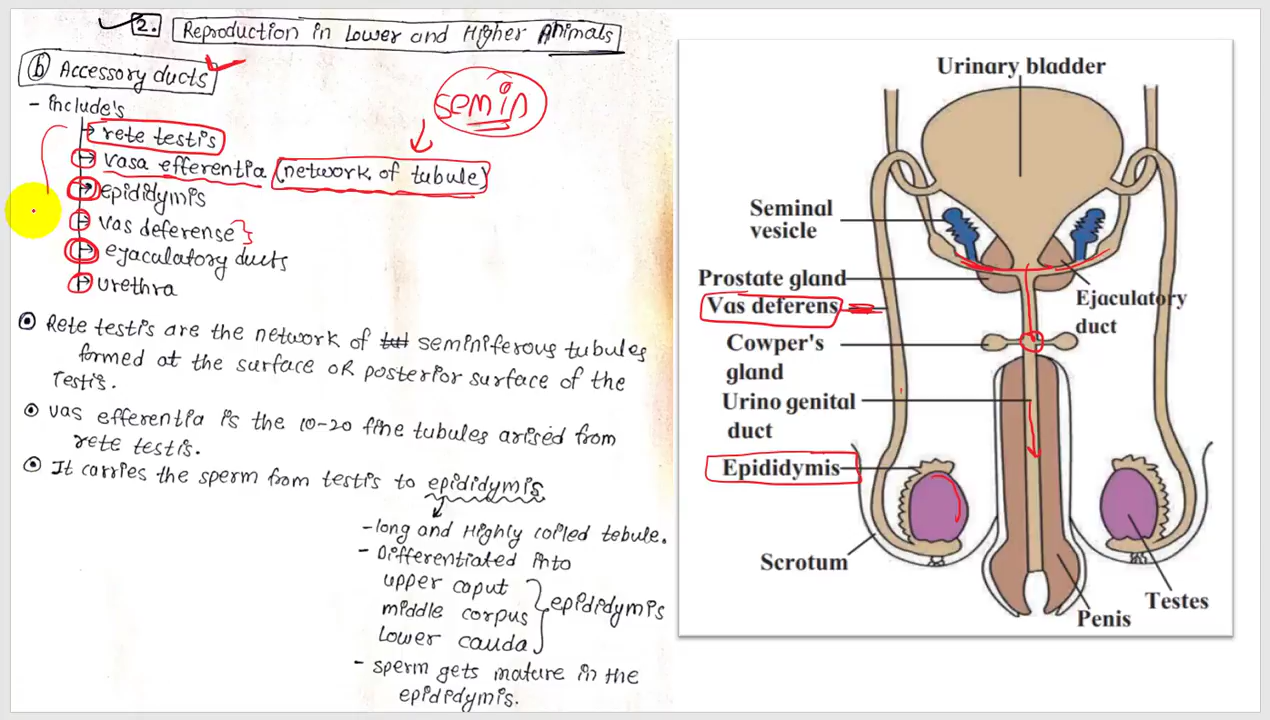 2. Reproduction in Lower and Higher Animals
b Accessory ducts
- include's
rete testis
vasa efferentia (network of tubule)
semin
epididymis
vas deferense
ejaculatory ducts
urethra
Rete testis are the network of tut seminiferous tubules
formed at the surface OR posterior surface of the
Testis.
vas efferentia is the 10-20 fine tubules arised from
rete testis.
It carries the sperm from testis to epididymis
-long and Highly coiled tebule.
- Differentiated into
upper caput
middle corpus
Lower cauda
epididymis
- sperm gets mature in the
epididymis.
Urinary bladder
Seminal
vesicle
Prostate gland
Vas deferens
Ejaculatory
duct
Cowper's
gland
Urino genital
duct
Epididymis
Scrotum
Testes
Penis